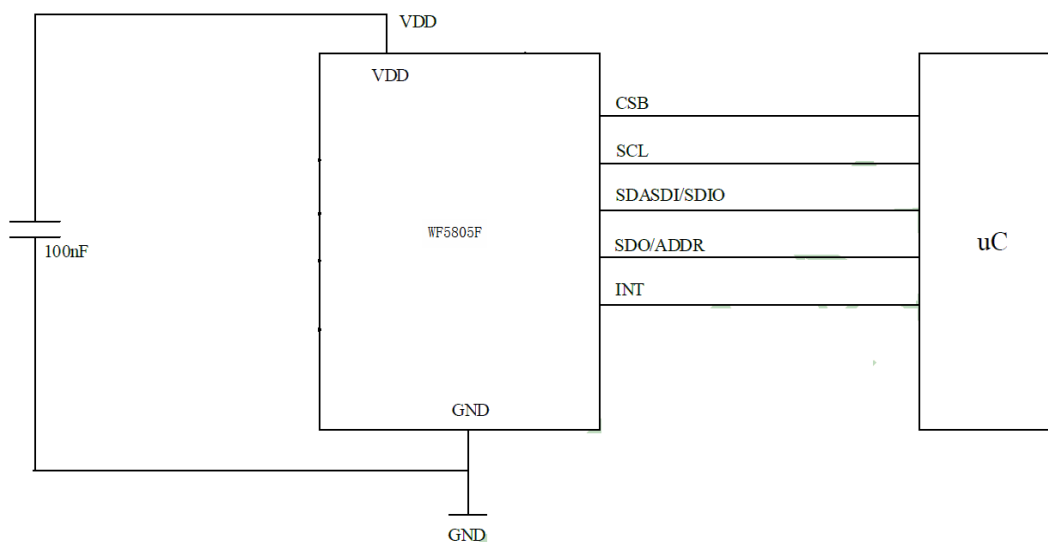 VDD
VDD
CSB
SCL
SDASDI/SDIO
WF5805F
SDO/ADDR
uC
100nF
INT
GND
GND